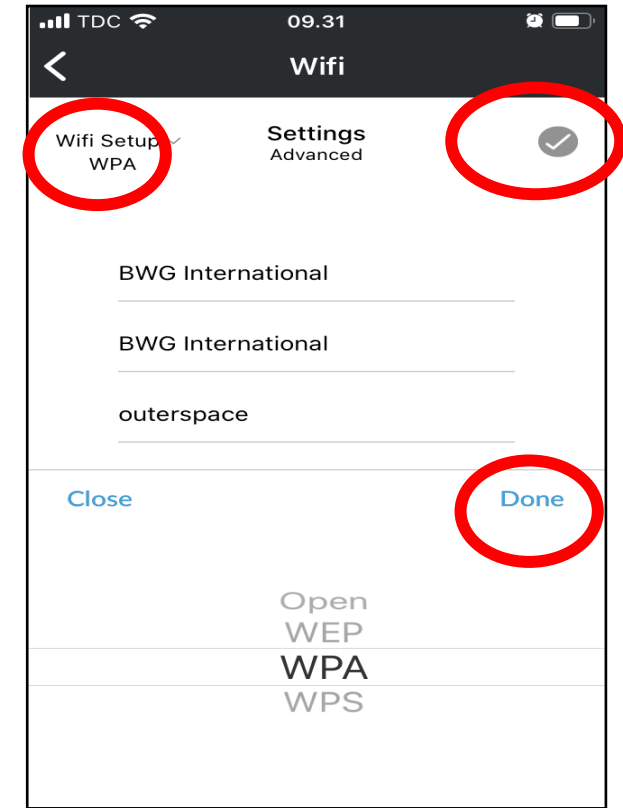 TDC 09.31
Wifi
Wifi Setup
WPA
Settings
Advanced
BWG International
BWG International
outerspace
Close Done
Open
WEP
WPA
WPS